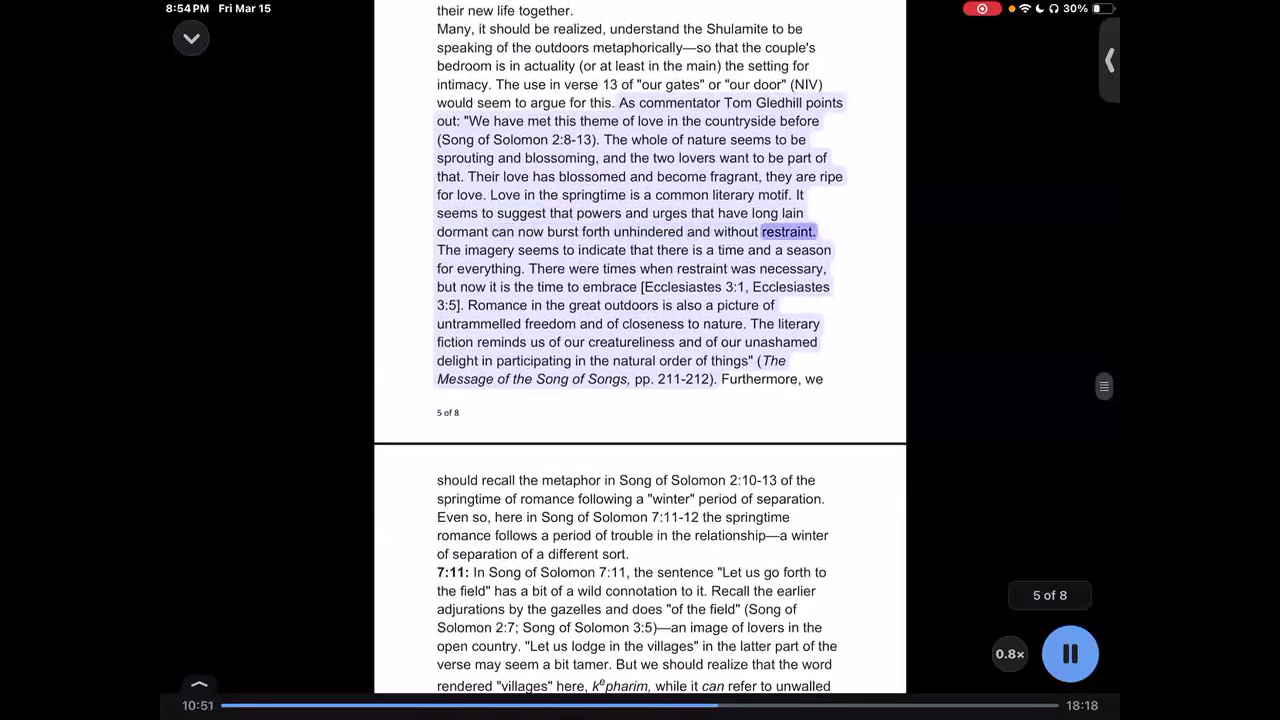 8:54 PM Fri Mar 15
30%
their new life together.
Many, it should be realized, understand the Shulamite to be
speaking of the outdoors metaphorically—so that the couple's
bedroom is in actuality (or at least in the main) the setting for
intimacy. The use in verse 13 of "our gates" or "our door" (NIV)
would seem to argue for this. As commentator Tom Gledhill points
out: "We have met this theme of love in the countryside before
(Song of Solomon 2:8-13). The whole of nature seems to be
sprouting and blossoming, and the two lovers want to be part of
that. Their love has blossomed and become fragrant, they are ripe
for love. Love in the springtime is a common literary motif. It
seems to suggest that powers and urges that have long lain
dormant can now burst forth unhindered and without restraint.
The imagery seems to indicate that there is a time and a season
for everything. There were times when restraint was necessary,
but now it is the time to embrace [Ecclesiastes 3:1, Ecclesiastes
3:5]. Romance in the great outdoors is also a picture of
untrammelled freedom and of closeness to nature. The literary
fiction reminds us of our creatureliness and of our unashamed
delight in participating in the natural order of things" (The
Message of the Song of Songs, pp. 211-212). Furthermore, we
5 of 8
should recall the metaphor in Song of Solomon 2:10-13 of the
springtime of romance following a "winter" period of separation.
Even so, here in Song of Solomon 7:11-12 the springtime
romance follows a period of trouble in the relationship—a winter
of separation of a different sort.
7:11: In Song of Solomon 7:11, the sentence "Let us go forth to
the field" has a bit of a wild connotation to it. Recall the earlier
adjurations by the gazelles and does "of the field" (Song of
Solomon 2:7; Song of Solomon 3:5)—an image of lovers in the
open country. "Let us lodge in the villages" in the latter part of the
verse may seem a bit tamer. But we should realize that the word
rendered "villages" here, kepharim, while it can refer to unwalled
5 of 8
0.8×
10:51
18:18